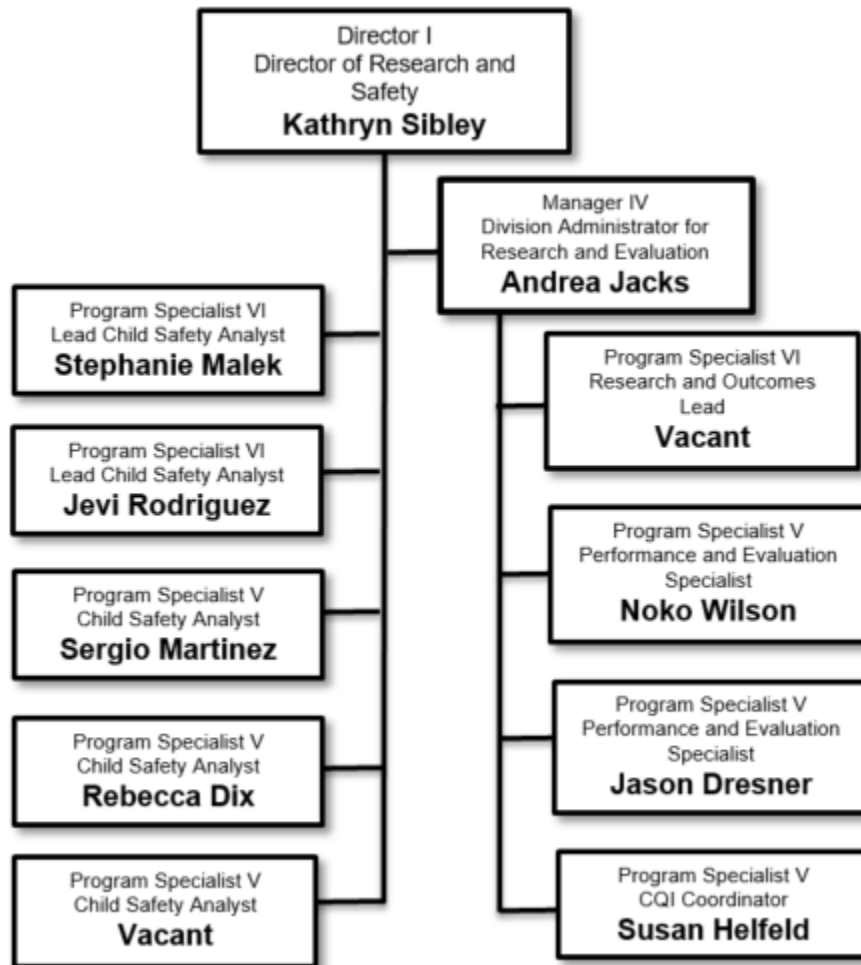 Director I
Director of Research and
Safety
Kathryn Sibley
Manager IV
Division Administrator for
Research and Evaluation
Andrea Jacks
Program Specialist VI
Lead Child Safety Analyst
Stephanie Malek
Program Specialist VI
Lead Child Safety Analyst
Jevi Rodriguez
Program Specialist V
Child Safety Analyst
Sergio Martinez
Program Specialist V
Child Safety Analyst
Rebecca Dix
Program Specialist V
Child Safety Analyst
Vacant
Program Specialist VI
Research and Outcomes
Lead
Vacant
Program Specialist V
Performance and Evaluation
Specialist
Noko Wilson
Program Specialist V
Performance and Evaluation
Specialist
Jason Dresner
Program Specialist V
CQI Coordinator
Susan Helfeld